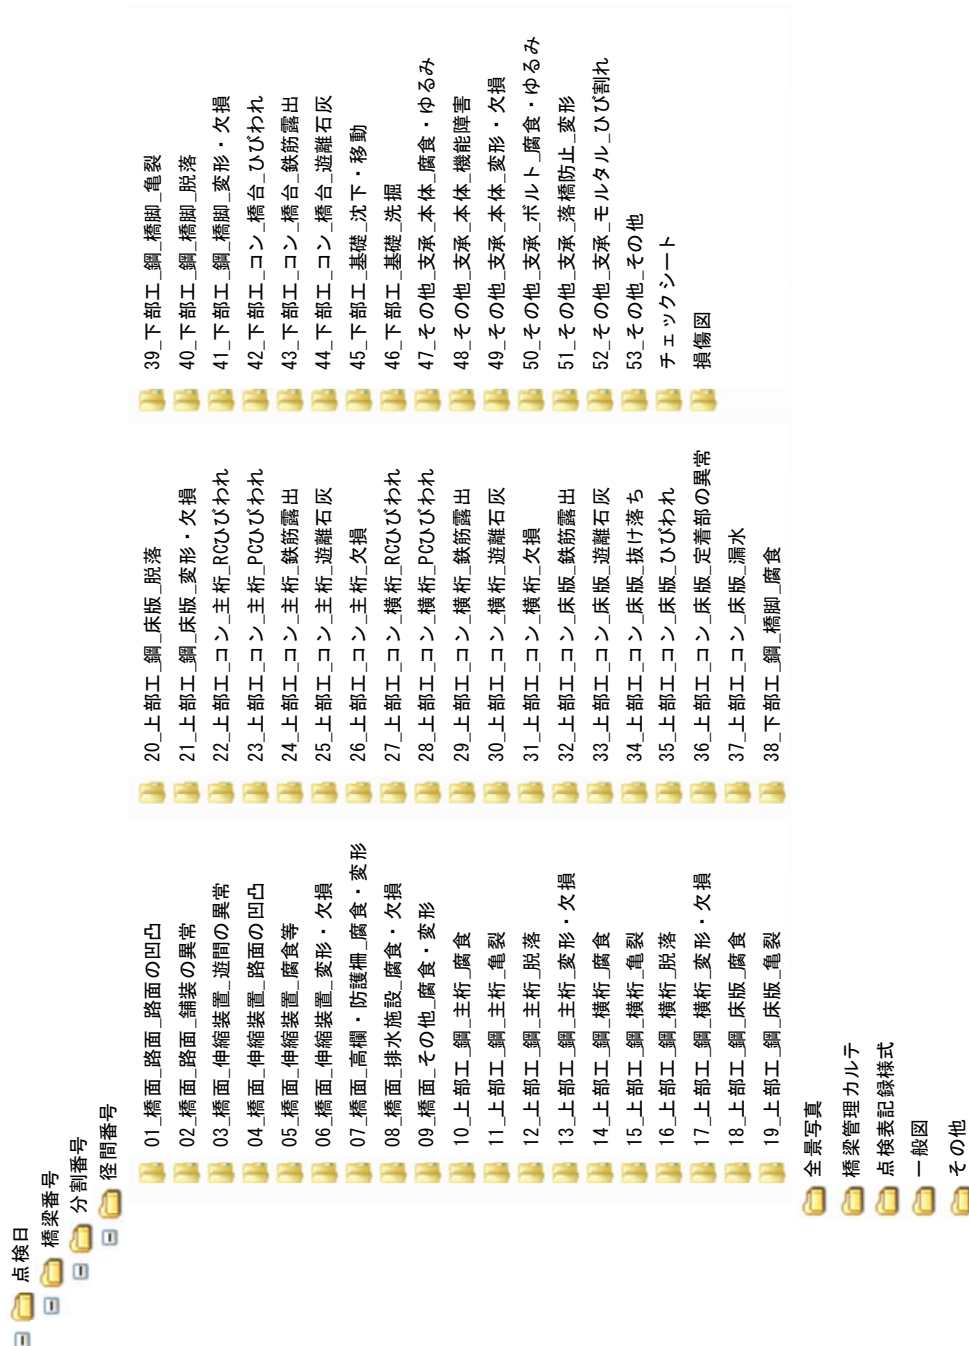 点検日
橋梁番号
分割番号
径間番号
01_橋面_路面_路面の凹凸
02_橋面_路面_舗装の異常
03_橋面_伸縮装置_遊間の異常
04_橋面_伸縮装置_路面の凹凸
05_橋面_伸縮装置_腐食等
06_橋面_伸縮装置_変形・欠損
07_橋面_高欄・防護柵_腐食・変形
08_橋面_排水施設_腐食・欠損
09_橋面_その他_腐食・変形
10_上部工_鋼_主桁_腐食
11_上部工_鋼_主桁_亀裂
12_上部工_鋼_主桁_脱落
13_上部工_鋼_主桁_変形・欠損
14_上部工_鋼_横桁_腐食
15_上部工_鋼_横桁_亀裂
16_上部工_鋼_横桁_脱落
17_上部工_鋼_横桁_変形・欠損
18_上部工_鋼_床版_腐食
19_上部工_鋼_床版_亀裂
20_上部工_鋼_床版_脱落
21_上部工_鋼_床版_変形・欠損
22_上部工_コン_主桁_RCひびわれ
23_上部工_コン_主桁_PCひびわれ
24_上部工_コン_主桁_鉄筋露出
25_上部工_コン_主桁_遊離石灰
26_上部工_コン_主桁_欠損
27_上部工_コン_横桁_RCひびわれ
28_上部工_コン_横桁_PCひびわれ
29_上部工_コン_横桁_鉄筋露出
30_上部工_コン_横桁_遊離石灰
31_上部工_コン_横桁_欠損
32_上部工_コン_床版_鉄筋露出
33_上部工_コン_床版_遊離石灰
34_上部工_コン_床版_抜け落ち
35_上部工_コン_床版_ひびわれ
36_上部工_コン_床版_定着部の異常
37_上部工_コン_床版_漏水
38_下部工_鋼_橋脚_腐食
39_下部工_鋼_橋脚_亀裂
40_下部工_鋼_橋脚_脱落
41_下部工_鋼_橋脚_変形・欠損
42_下部工_コン_橋台_ひびわれ
43_下部工_コン_橋台_鉄筋露出
44_下部工_コン_橋台_遊離石灰
45_下部工_基礎_沈下・移動
46_下部工_基礎_洗掘
47_その他_支承_本体_腐食・ゆるみ
48_その他_支承_本体_機能障害
49_その他_支承_本体_変形・欠損
50_その他_支承_ボルト_腐食・ゆるみ
51_その他_支承_落橋防止_変形
52_その他_支承_モルタル_ひび割れ
53_その他_その他
チェックシート
損傷図
全景写真
橋梁管理カルテ
点検表記録様式
一般図
その他